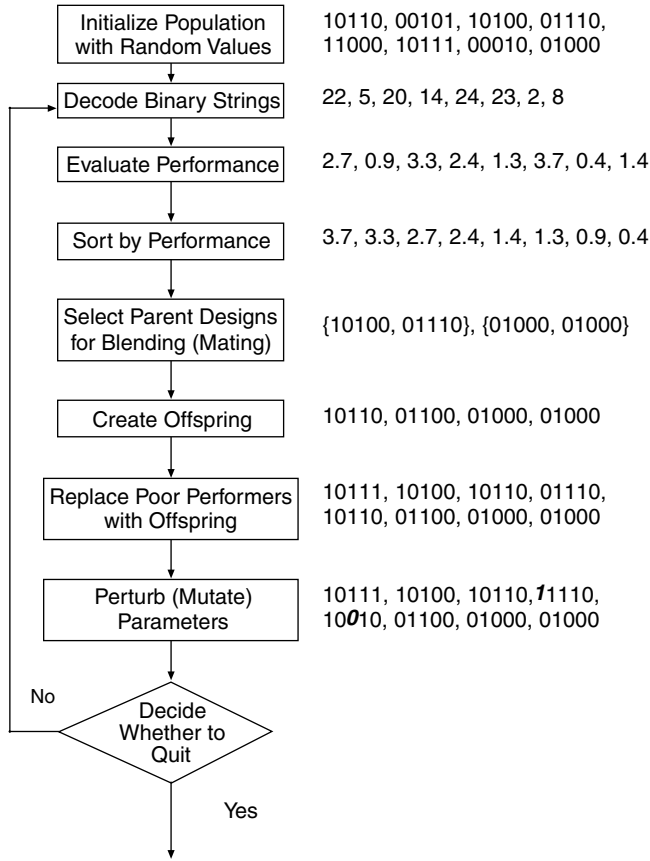 Initialize Population
with Random Values
10110, 00101, 10100, 01110,
11000, 10111, 00010, 01000
Decode Binary Strings
22, 5, 20, 14, 24, 23, 2, 8
Evaluate Performance
2.7, 0.9, 3.3, 2.4, 1.3, 3.7, 0.4, 1.4
Sort by Performance
3.7, 3.3, 2.7, 2.4, 1.4, 1.3, 0.9, 0.4
Select Parent Designs
for Blending (Mating)
{10100, 01110}, {01000, 01000}
Create Offspring
10110, 01100, 01000, 01000
Replace Poor Performers
with Offspring
10111, 10100, 10110, 01110,
10110, 01100, 01000, 01000
Perturb (Mutate)
Parameters
10111, 10100, 10110,11110,
10010, 01100, 01000, 01000
No
Decide
Whether to
Quit
Yes